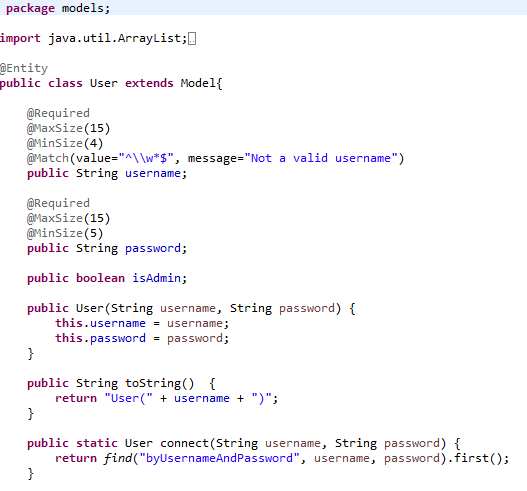 package models;
import java.util.ArrayList;
@Entity
public class User extends Model{
@Required
@MaxSize(15)
@MinSize(4)
@Match(value="^\\w*$", message="Not a valid username")
public String username;
@Required
@MaxSize(15)
@MinSize(5)
public String password;
public boolean isAdmin;
public User(String username, String password) {
this.username = username;
this.password = password;
}
public String toString()  {
return "User(" + username + ")";
}
public static User connect(String username, String password) {
return find("byUsernameAndPassword", username, password).first();
}